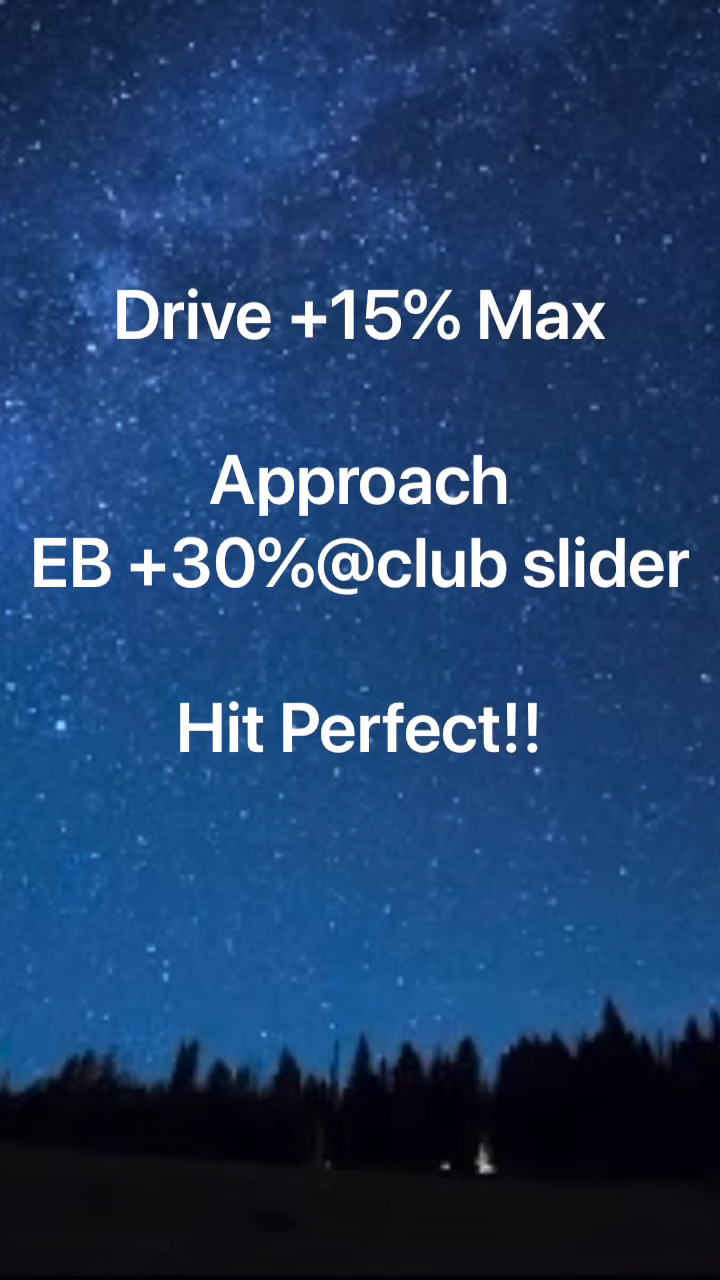 Drive +15% Max
Approach
EB +30%@club slider
Hit Perfect!!